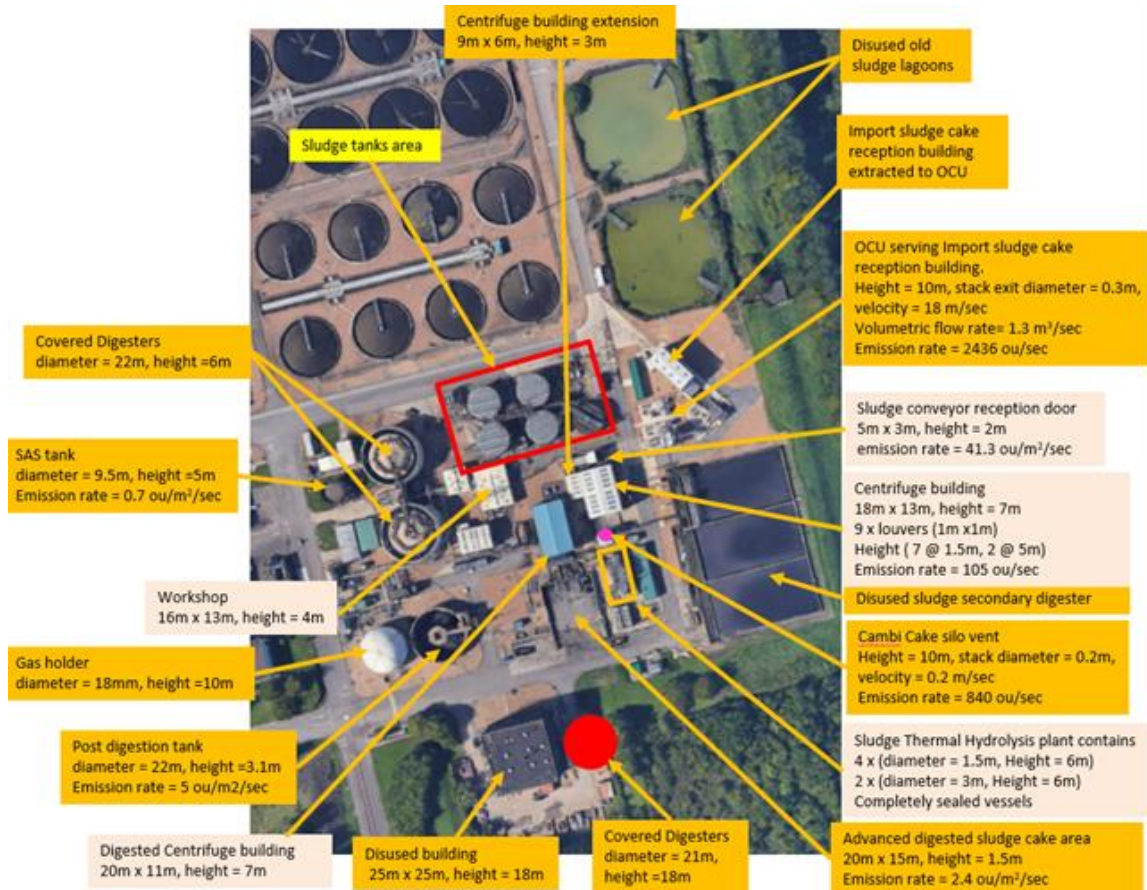 Centrifuge building extension
9m x 6m, height = 3m
Disused old
sludge lagoons
Sludge tanks area
Import sludge cake
reception building
extracted to OCU
OCU serving Import sludge cake
reception building.
Height = 10m, stack exit diameter = 0.3m,
velocity = 18 m/sec
Volumetric flow rate= 1.3 m³/sec
Emission rate = 2436 ou/sec
Covered Digesters
diameter = 22m, height =6m
Sludge conveyor reception door
5m x 3m, height = 2m
emission rate = 41.3 ou/m²/sec
SAS tank
diameter = 9.5m, height =5m
Emission rate = 0.7 ou/m²/sec
Centrifuge building
18m x 13m, height = 7m
9 x louvers (1m x1m)
Height ( 7 @ 1.5m, 2 @ 5m)
Emission rate = 105 ou/sec
Workshop
16m x 13m, height = 4m
Disused sludge secondary digester
Cambi Cake silo vent
Height = 10m, stack diameter = 0.2m,
velocity = 0.2 m/sec
Emission rate = 840 ou/sec
Gas holder
diameter = 18mm, height =10m
Post digestion tank
diameter = 22m, height =3.1m
Emission rate = 5 ou/m2/sec
Sludge Thermal Hydrolysis plant contains
4 x (diameter = 1.5m, Height = 6m)
2 x (diameter = 3m, Height = 6m)
Completely sealed vessels
Digested Centrifuge building
20m x 11m, height = 7m
Disused building
25m x 25m, height = 18m
Covered Digesters
diameter = 21m,
height =18m
Advanced digested sludge cake area
20m x 15m, height = 1.5m
Emission rate = 2.4 ou/m²/sec